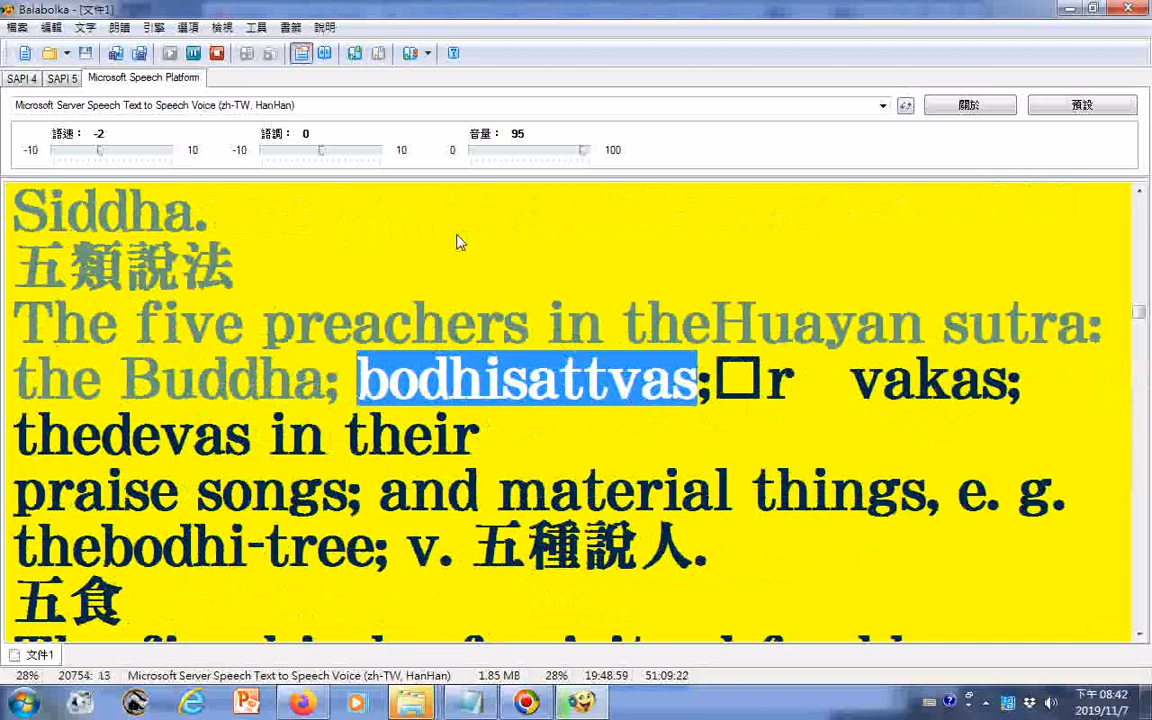 Balabolka - [文件1]
檔案 編輯 文字 朗讀 引擎 選項 檢視 工具 書籤 說明
SAPI 4 SAPI 5 Microsoft Speech Platform
Microsoft Server Speech Text to Speech Voice (zh-TW, HanHan) 關於 預設
語速： -2 語調： 0 音量： 95
-10 10 -10 10 0 100
Siddha.
五類說法
The five preachers in theHuayan sutra:
the Buddha; bodhisattvas;□r vakas;
thedevas in their
praise songs; and material things, e. g.
thebodhi-tree; v. 五種說人.
五食
文件1
28% 20754: 13 Microsoft Server Speech Text to Speech Voice (zh-TW, HanHan) 1.85 MB 28% 19:48:59 51:09:22
下午 08:42
2019/11/7